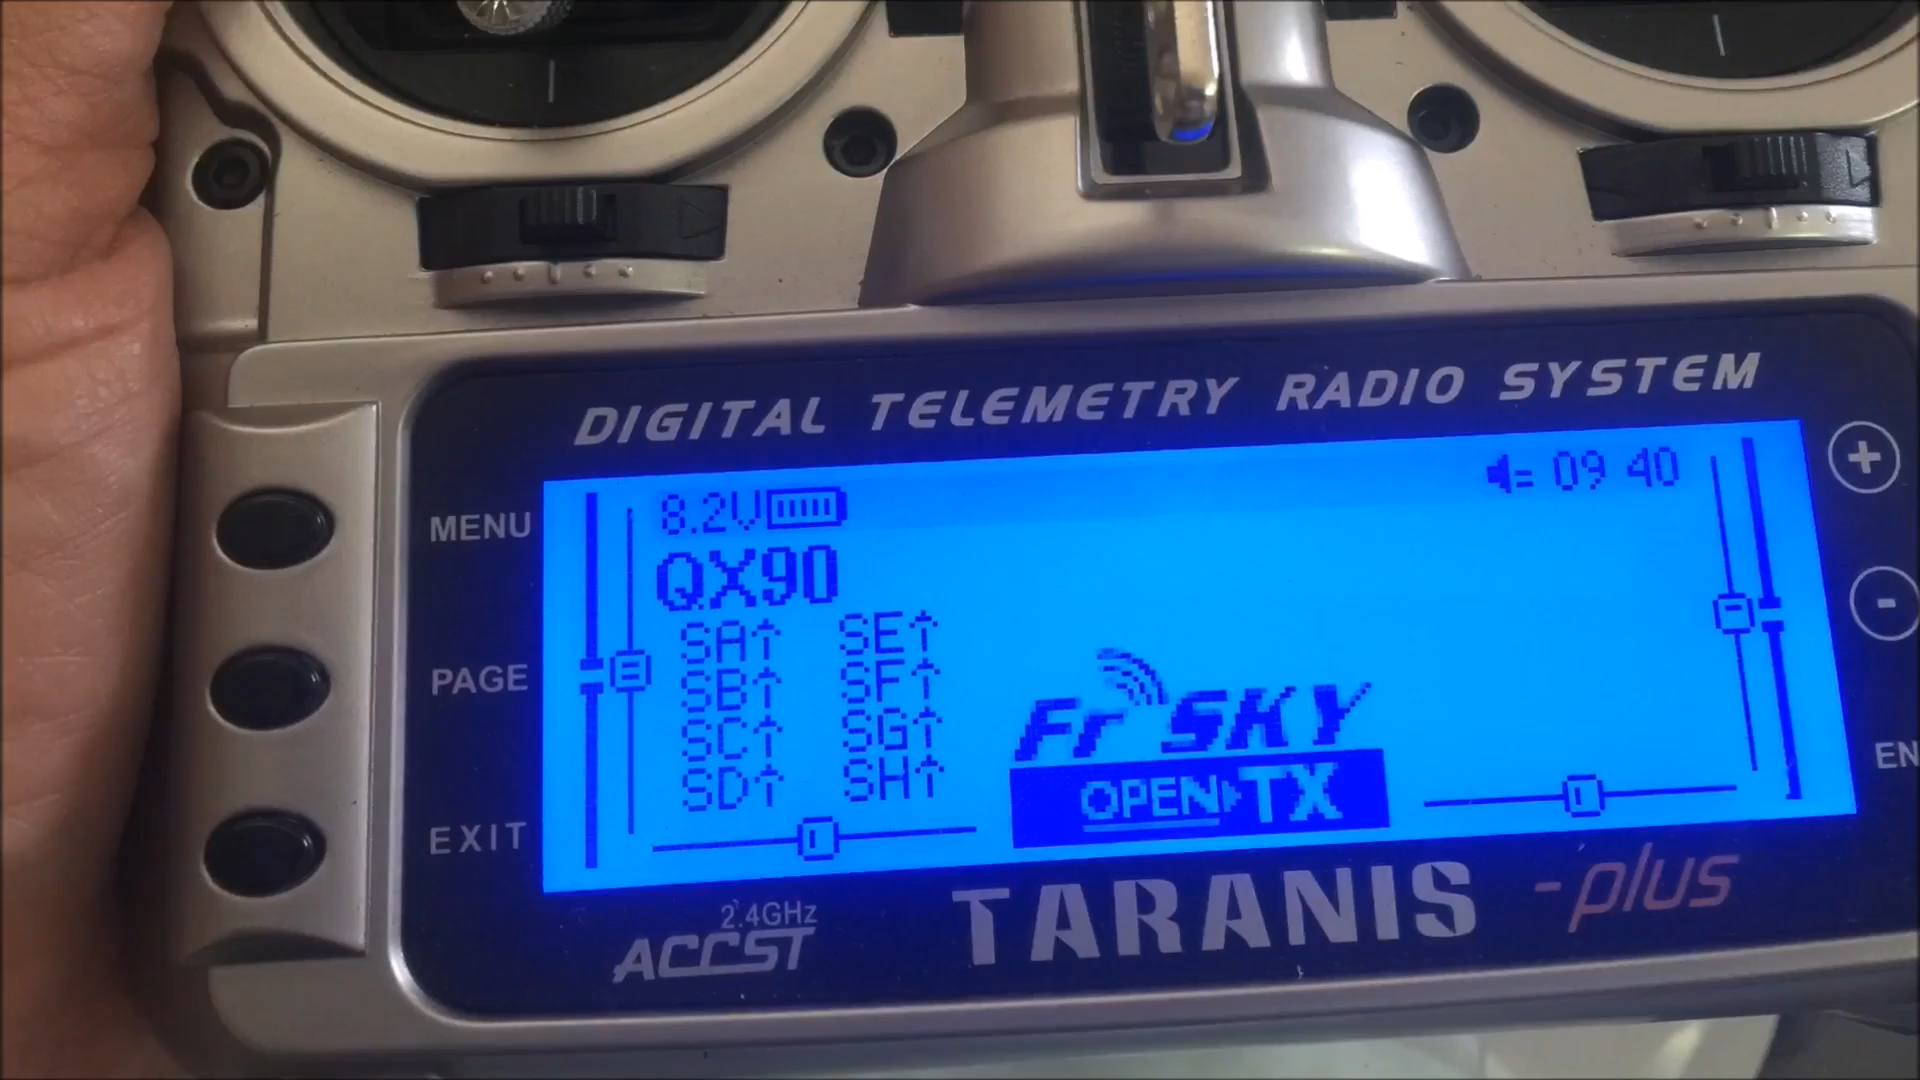 DIGITAL TELEMETRY RADIO SYSTEM
8.2V 09 40
MENU
QX90
SA↑ SE↑
SB↑ SF↑
PAGE
SC↑ SG↑
SD↑ SH↑
FrSKY
OPEN TX
EXIT
EN
+
-
2.4GHz
ACCST
TARANIS -plus